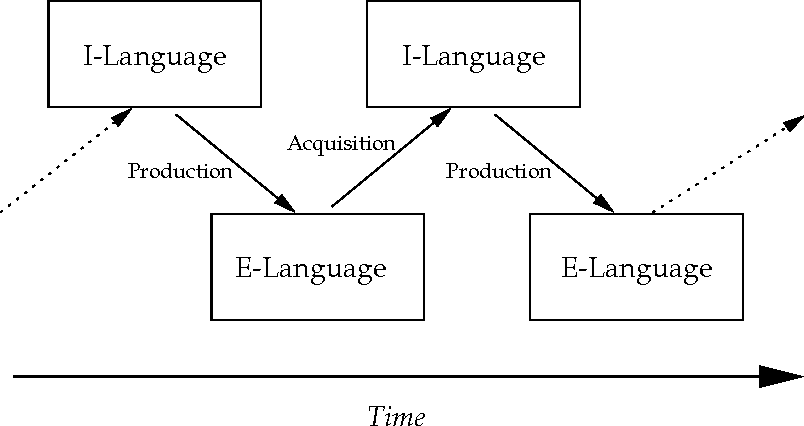 I-Language
I-Language
Acquisition
Production
Production
E-Language
E-Language
Time